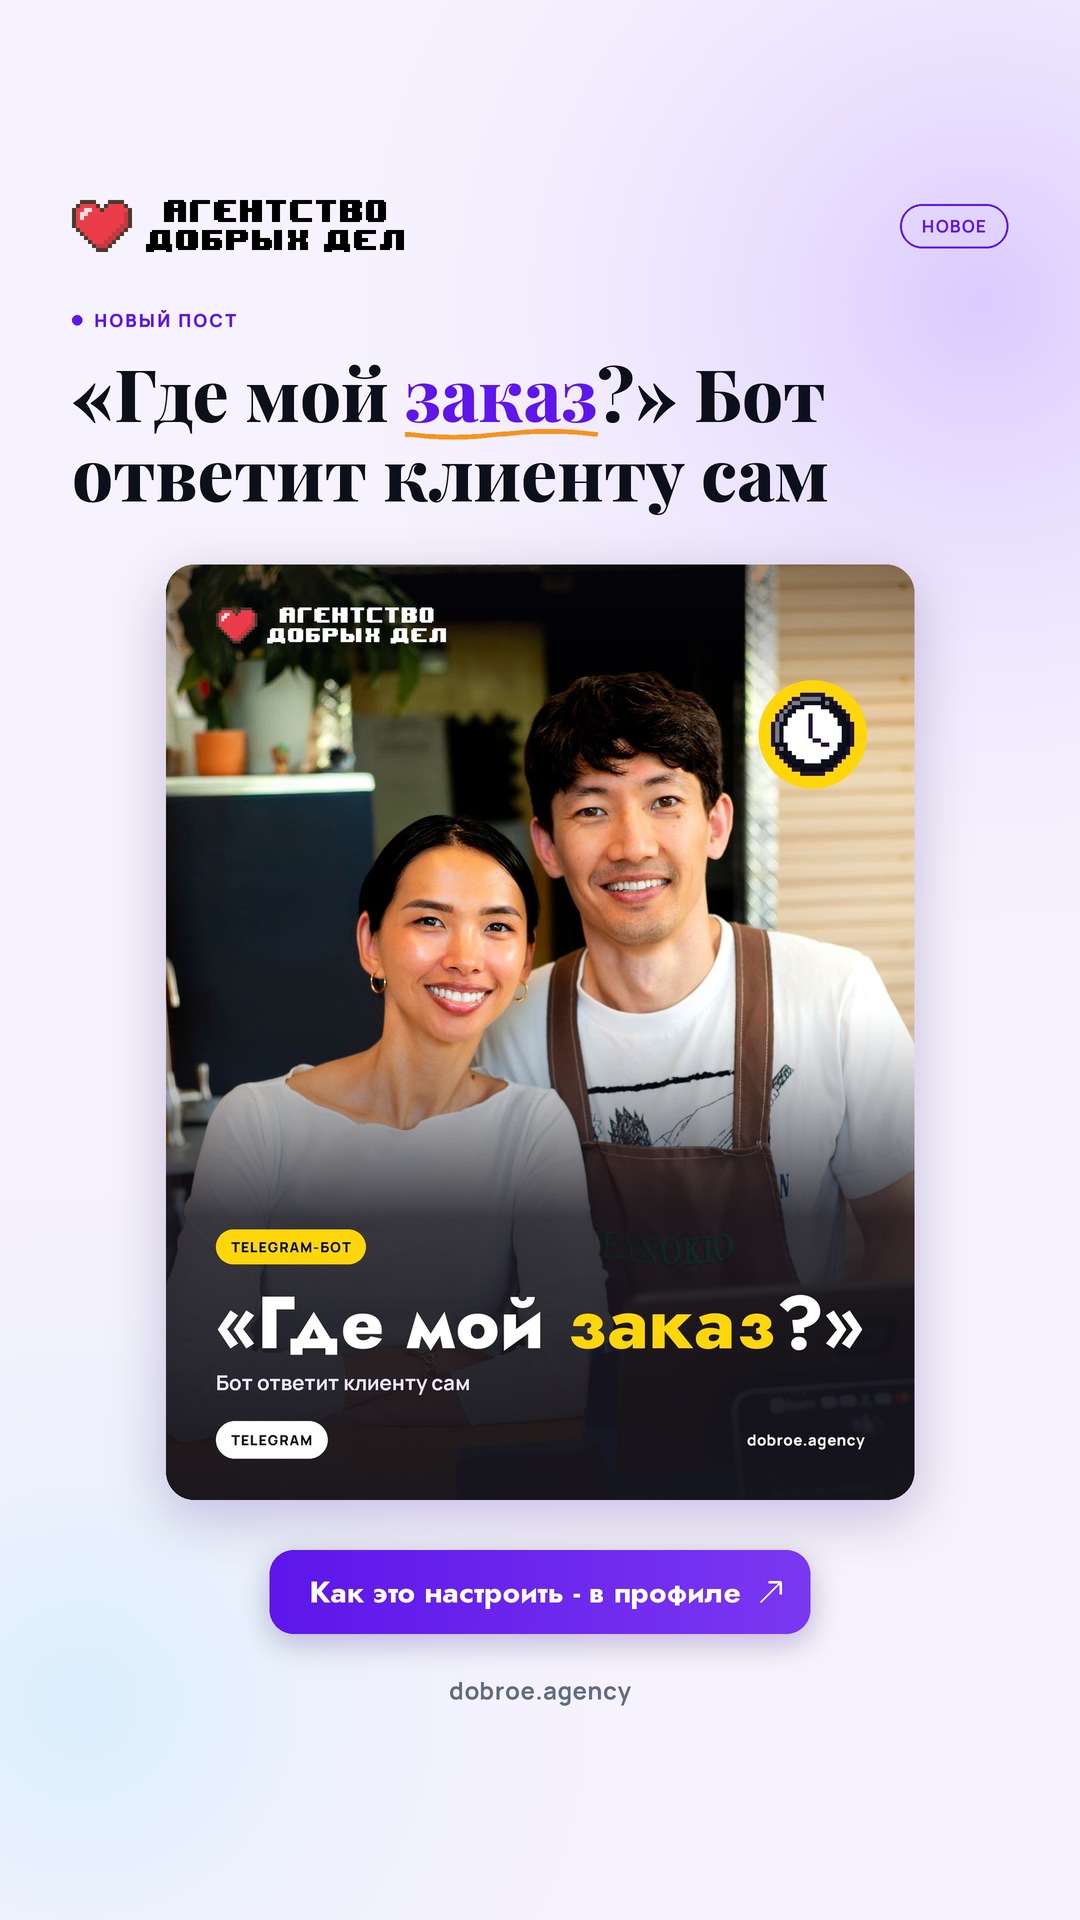 АГЕНТСТВО
ДОБРЫХ ДЕЛ
НОВОЕ
НОВЫЙ ПОСТ
«Где мой заказ?» Бот
ответит клиенту сам
АГЕНТСТВО
ДОБРЫХ ДЕЛ
TELEGRAM-БОТ
«Где мой заказ?»
Бот ответит клиенту сам
TELEGRAM
dobroe.agency
Как это настроить - в профиле
dobroe.agency